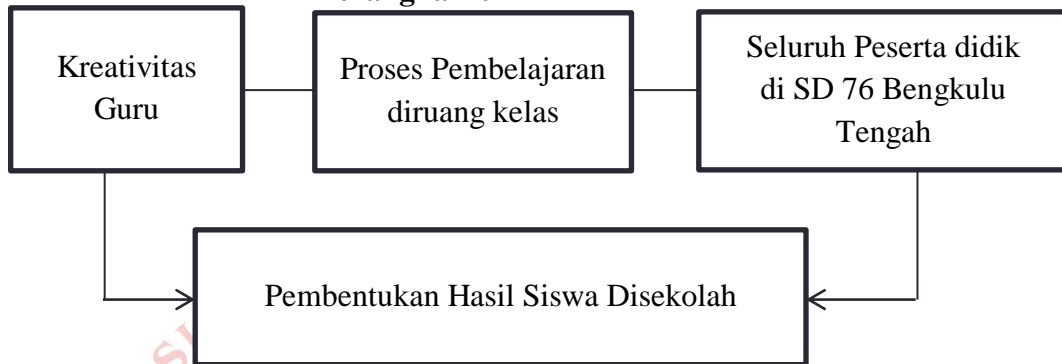 Kreativitas
Guru
Proses Pembelajaran
diruang kelas
Seluruh Peserta didik
di SD 76 Bengkulu
Tengah
Pembentukan Hasil Siswa Disekolah